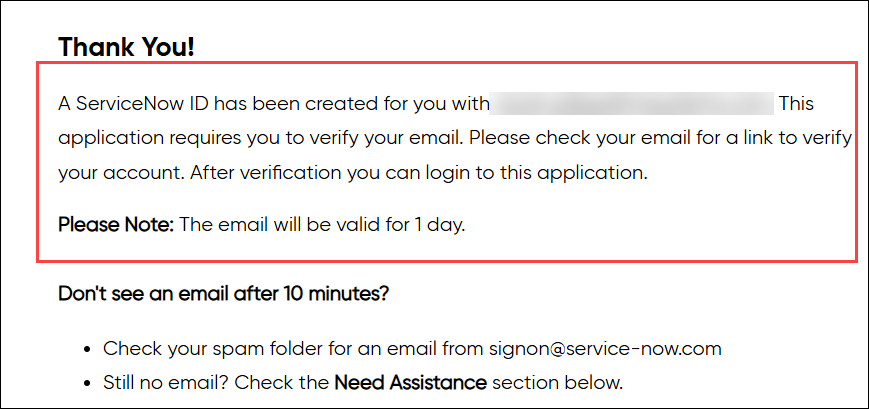 Thank You!
A ServiceNow ID has been created for you with This
application requires you to verify your email. Please check your email for a link to verify
your account. After verification you can login to this application.
Please Note: The email will be valid for 1 day.
Don't see an email after 10 minutes?
• Check your spam folder for an email from signon@service-now.com
• Still no email? Check the Need Assistance section below.